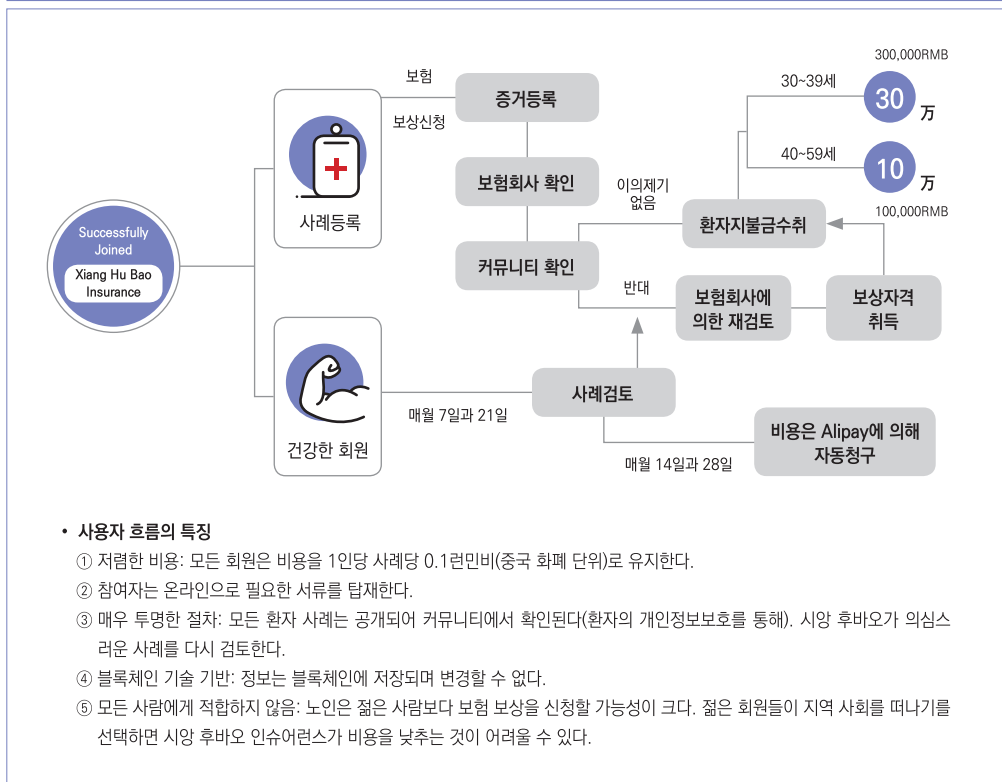 Successfully
Joined
Xiang Hu Bao
Insurance
사례등록
건강한 회원
보험
보상신청
증거등록
보험회사 확인
커뮤니티 확인
이의제기
없음
반대
환자지불금수취
30~39세
300,000RMB
30
万
40~59세
10
万
100,000RMB
보험회사에
의한 재검토
보상자격
취득
매월 7일과 21일
사례검토
매월 14일과 28일
비용은 Alipay에 의해
자동청구
• 사용자 흐름의 특징
① 저렴한 비용: 모든 회원은 비용을 1인당 사례당 0.1런민비(중국 화폐 단위)로 유지한다.
② 참여자는 온라인으로 필요한 서류를 탑재한다.
③ 매우 투명한 절차: 모든 환자 사례는 공개되어 커뮤니티에서 확인된다(환자의 개인정보보호를 통해). 시앙 후바오가 의심스
러운 사례를 다시 검토한다.
④ 블록체인 기술 기반: 정보는 블록체인에 저장되며 변경할 수 없다.
⑤ 모든 사람에게 적합하지 않음: 노인은 젊은 사람보다 보험 보상을 신청할 가능성이 크다. 젊은 회원들이 지역 사회를 떠나기를
선택하면 시앙 후바오 인슈어런스가 비용을 낮추는 것이 어려울 수 있다.